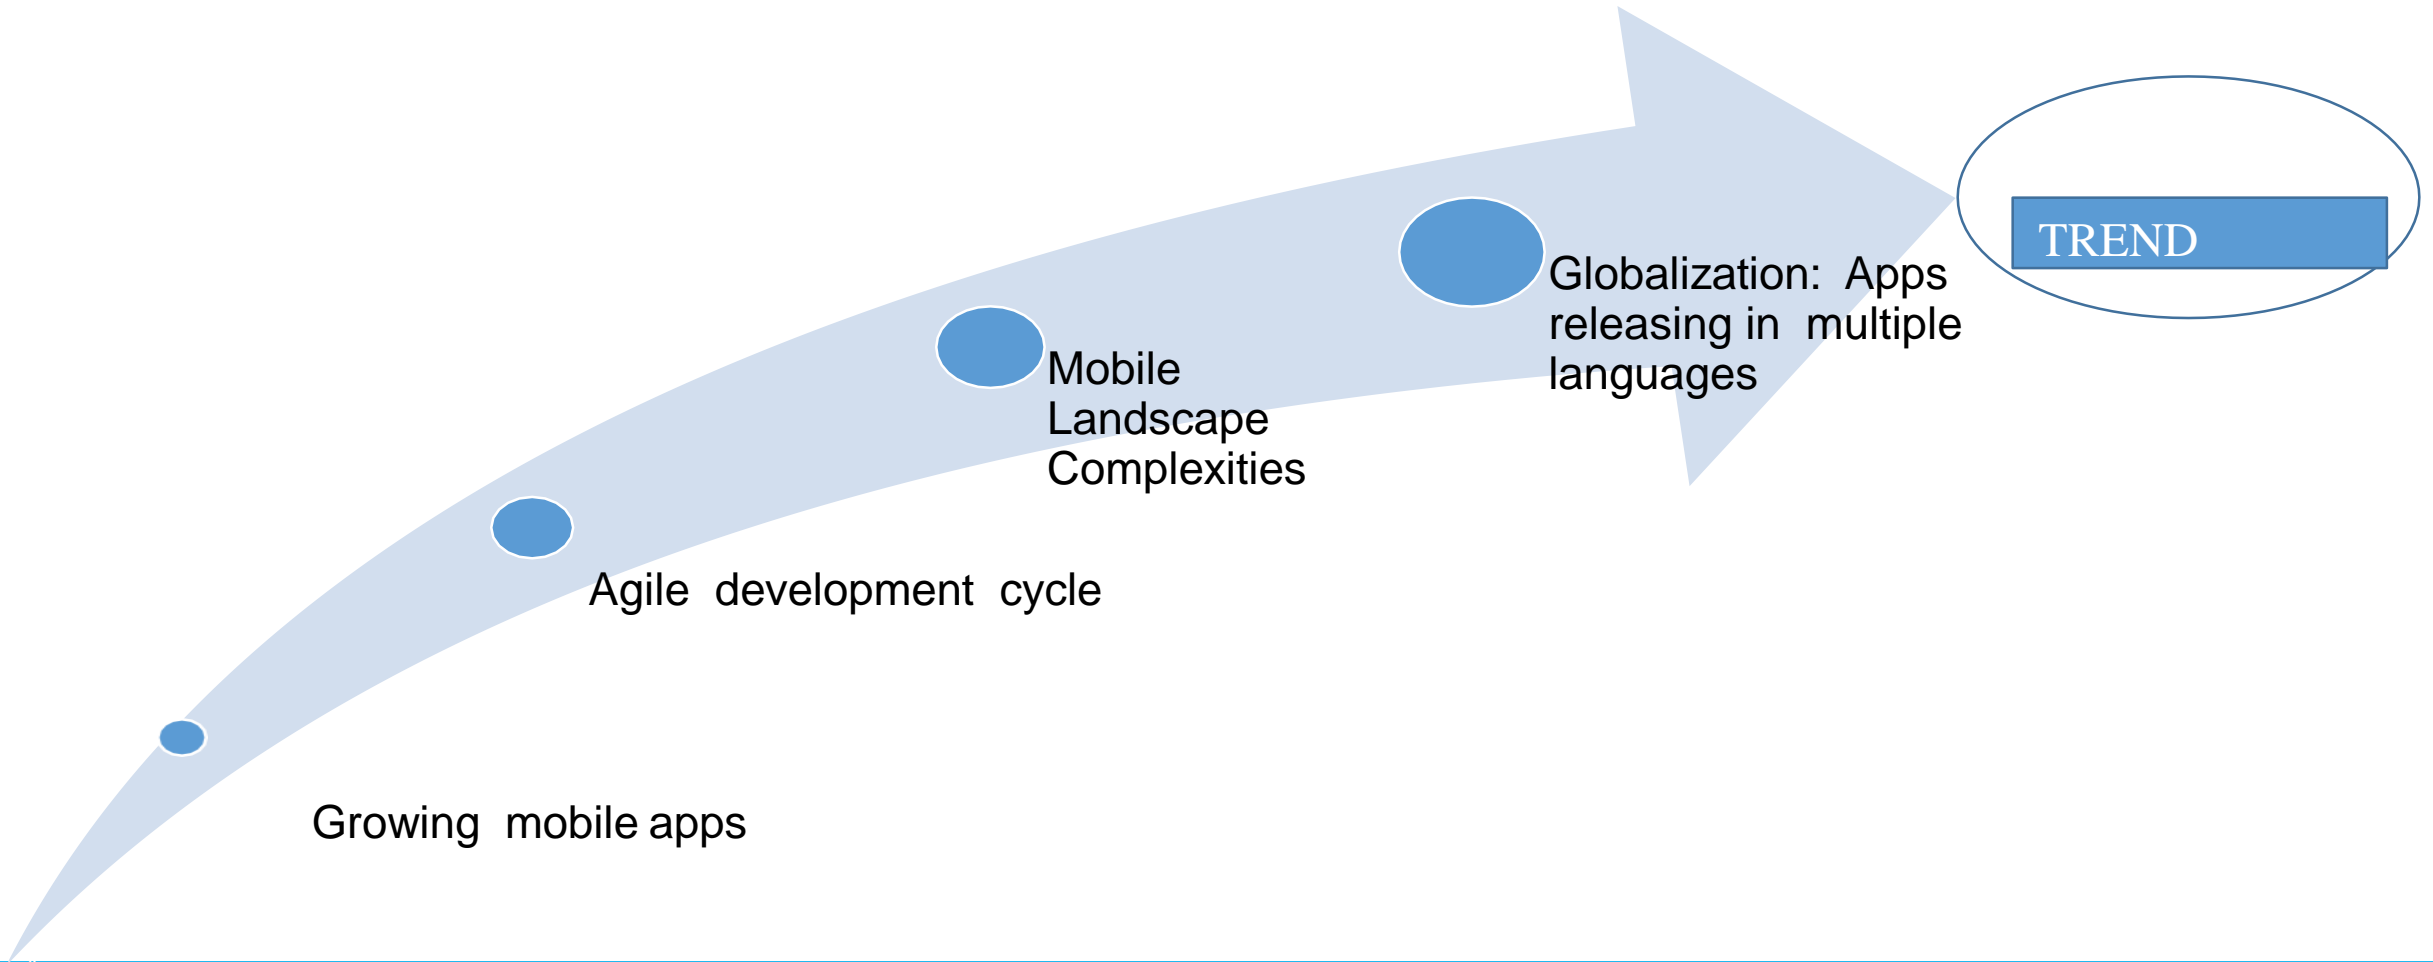 TREND
Globalization: Apps
releasing in multiple
languages
Mobile
Landscape
Complexities
Agile development cycle
Growing mobile apps